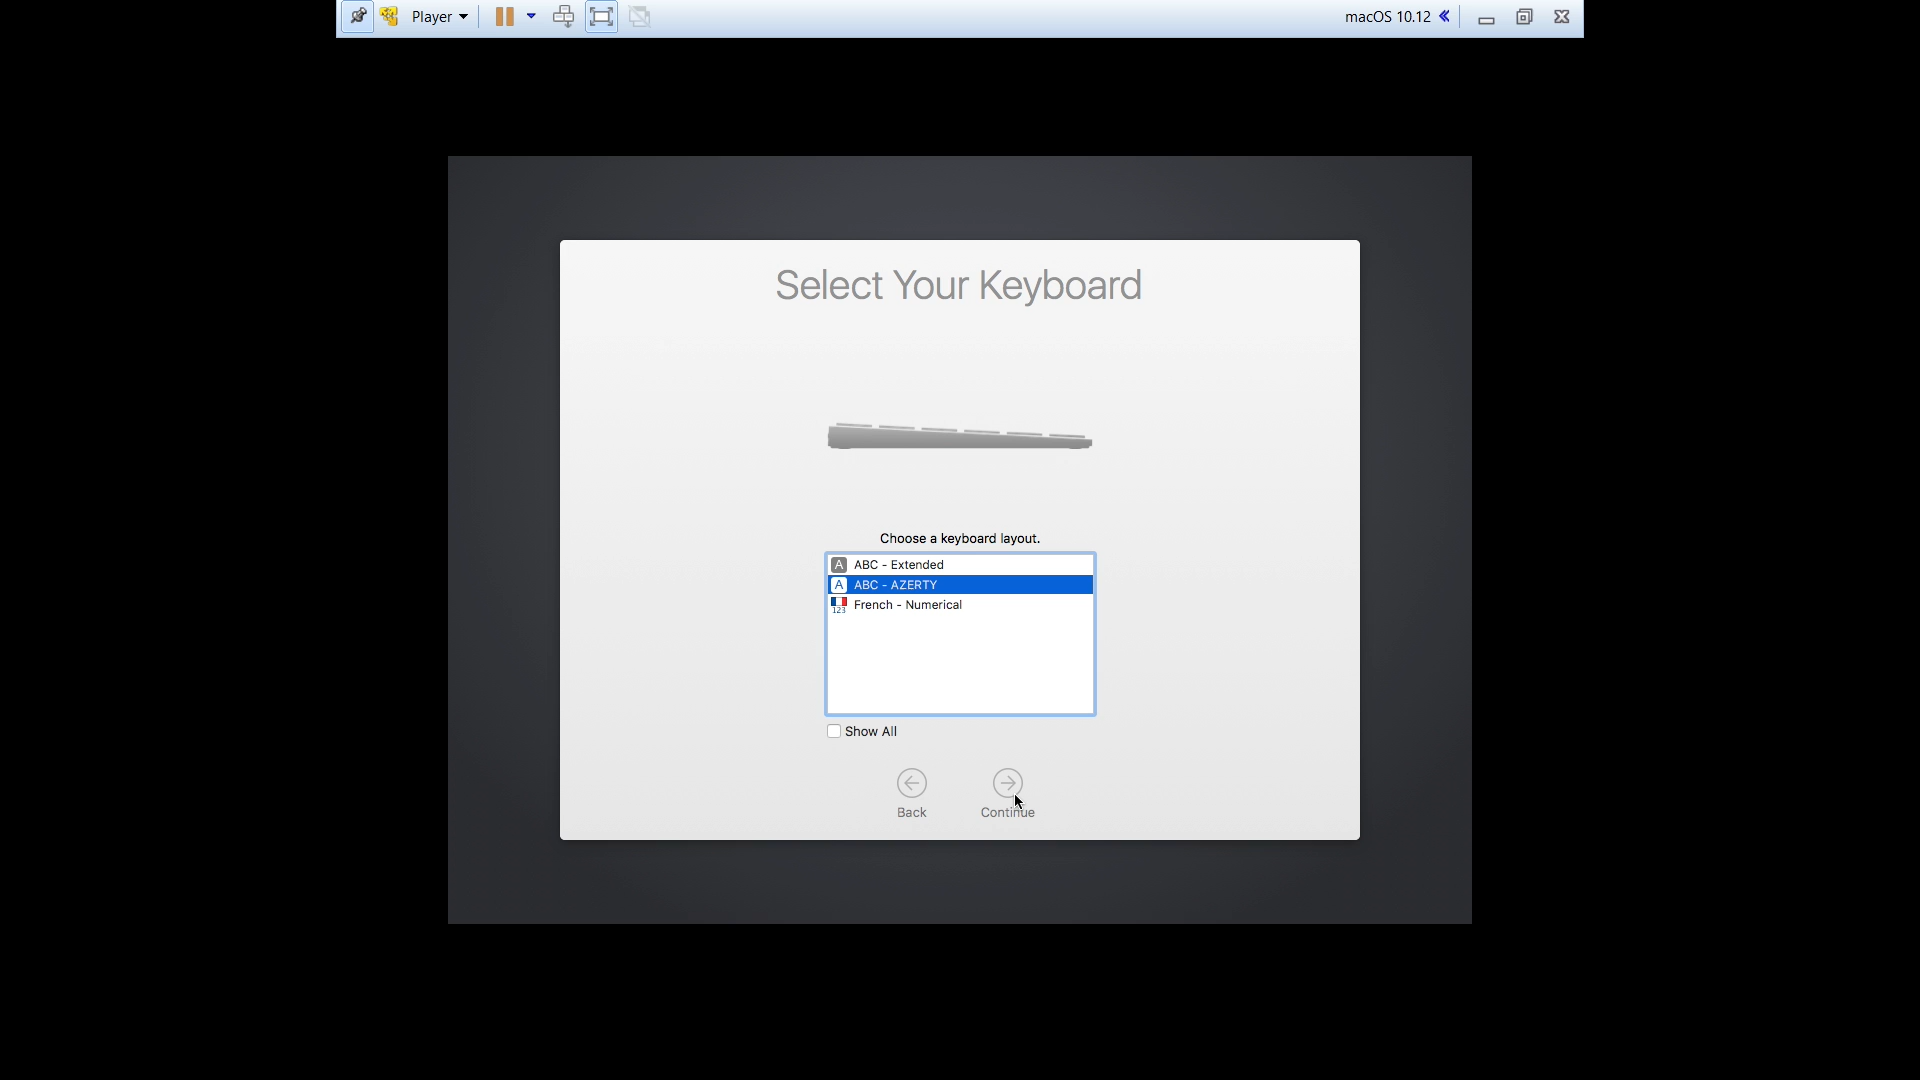 Player
macOS 10.12
Select Your Keyboard
Choose a keyboard layout.
A ABC - Extended
A ABC - AZERTY
123 French - Numerical
Show All
Back
Continue